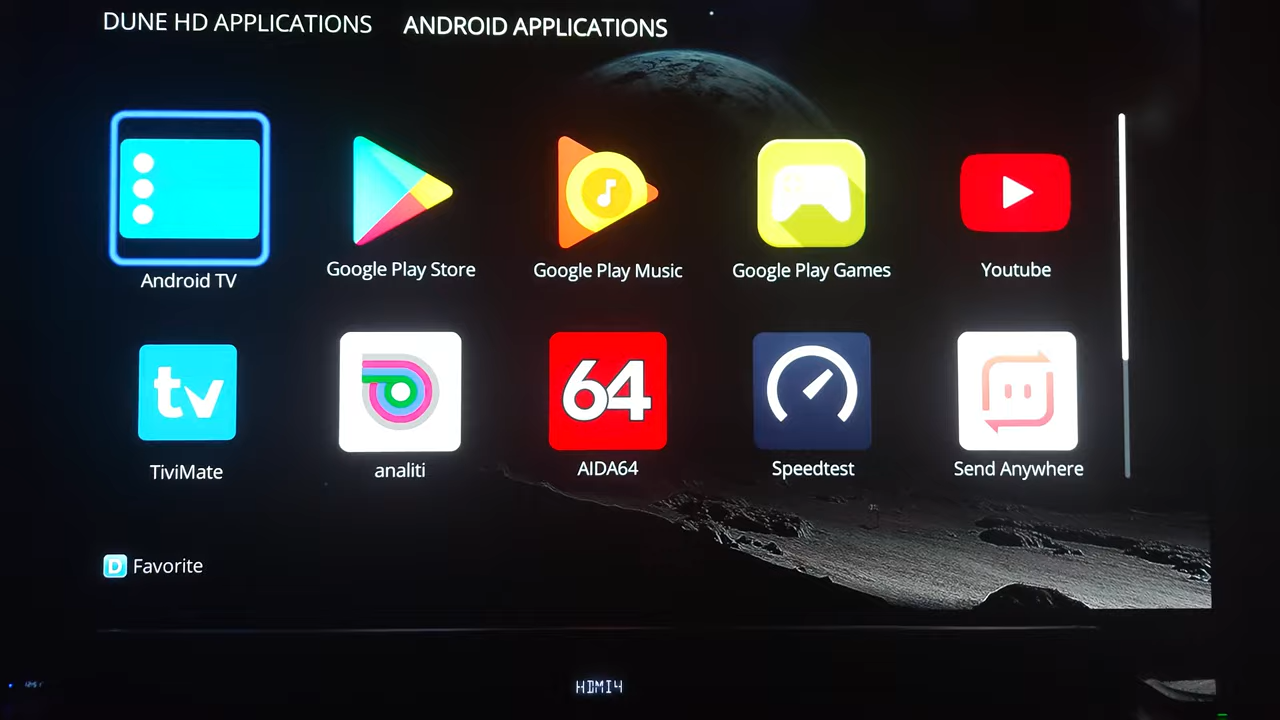 DUNE HD APPLICATIONS
ANDROID APPLICATIONS
Android TV
Google Play Store
Google Play Music
Google Play Games
Youtube
tv
64
TiviMate
analiti
AIDA64
Speedtest
Send Anywhere
D Favorite
HDMI4